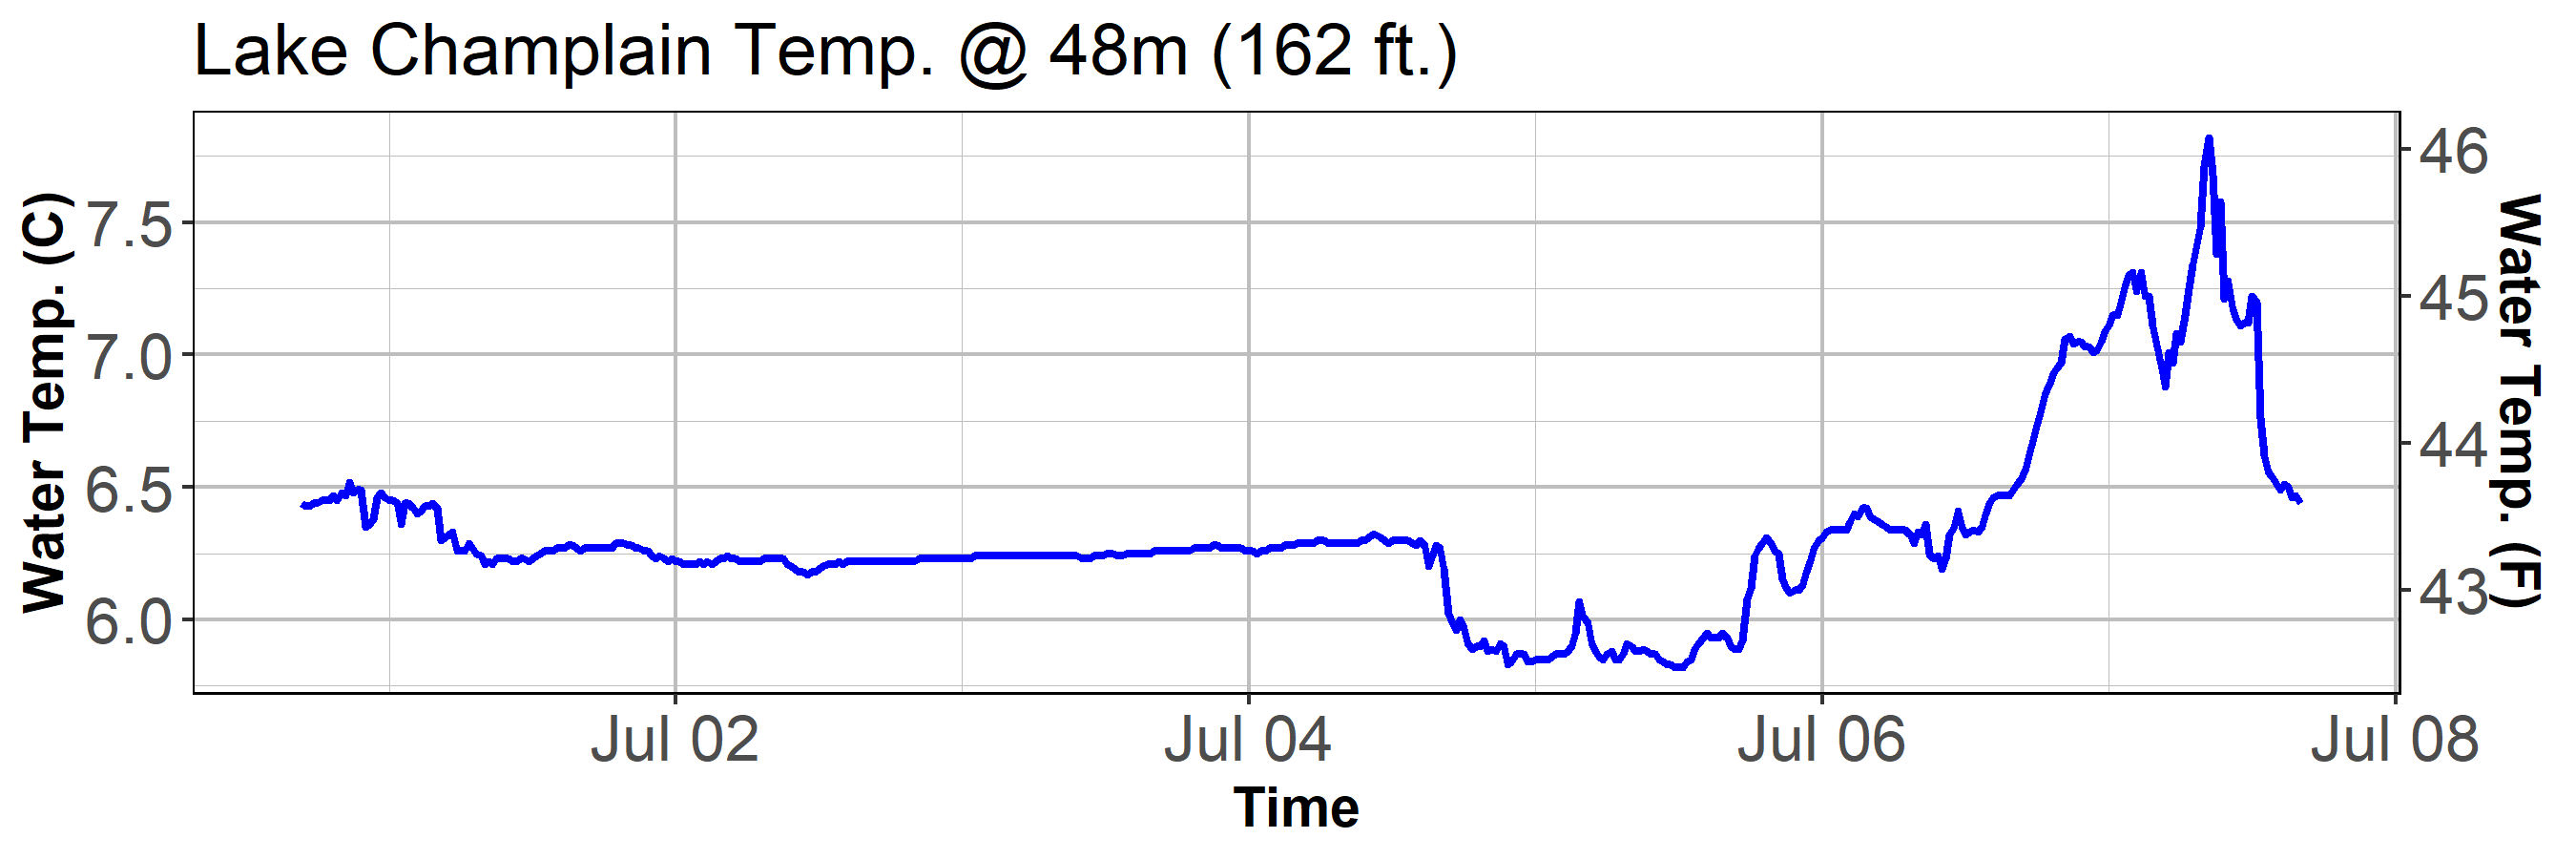 Lake Champlain Temp. @ 48m (162 ft.)
Water Temp. (C)
7.5
7.0
6.5
6.0
46
45
44
43
Water Temp. (F)
Jul 02
Jul 04
Jul 06
Jul 08
Time